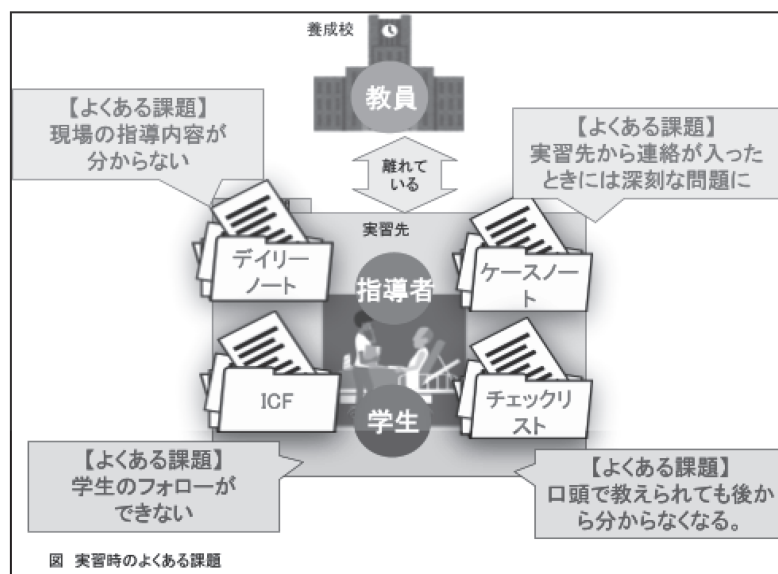 養成校
教員
【よくある課題】
現場の指導内容が
分からない
【よくある課題】
実習先から連絡が入った
ときには深刻な問題に
離れて
いる
実習先
デイリー
ノート
指導者
ケースノー
ト
ICF
学生
チェックリ
スト
【よくある課題】
学生のフォローが
できない
【よくある課題】
口頭で教えられても後か
ら分からなくなる。
図 実習時のよくある課題